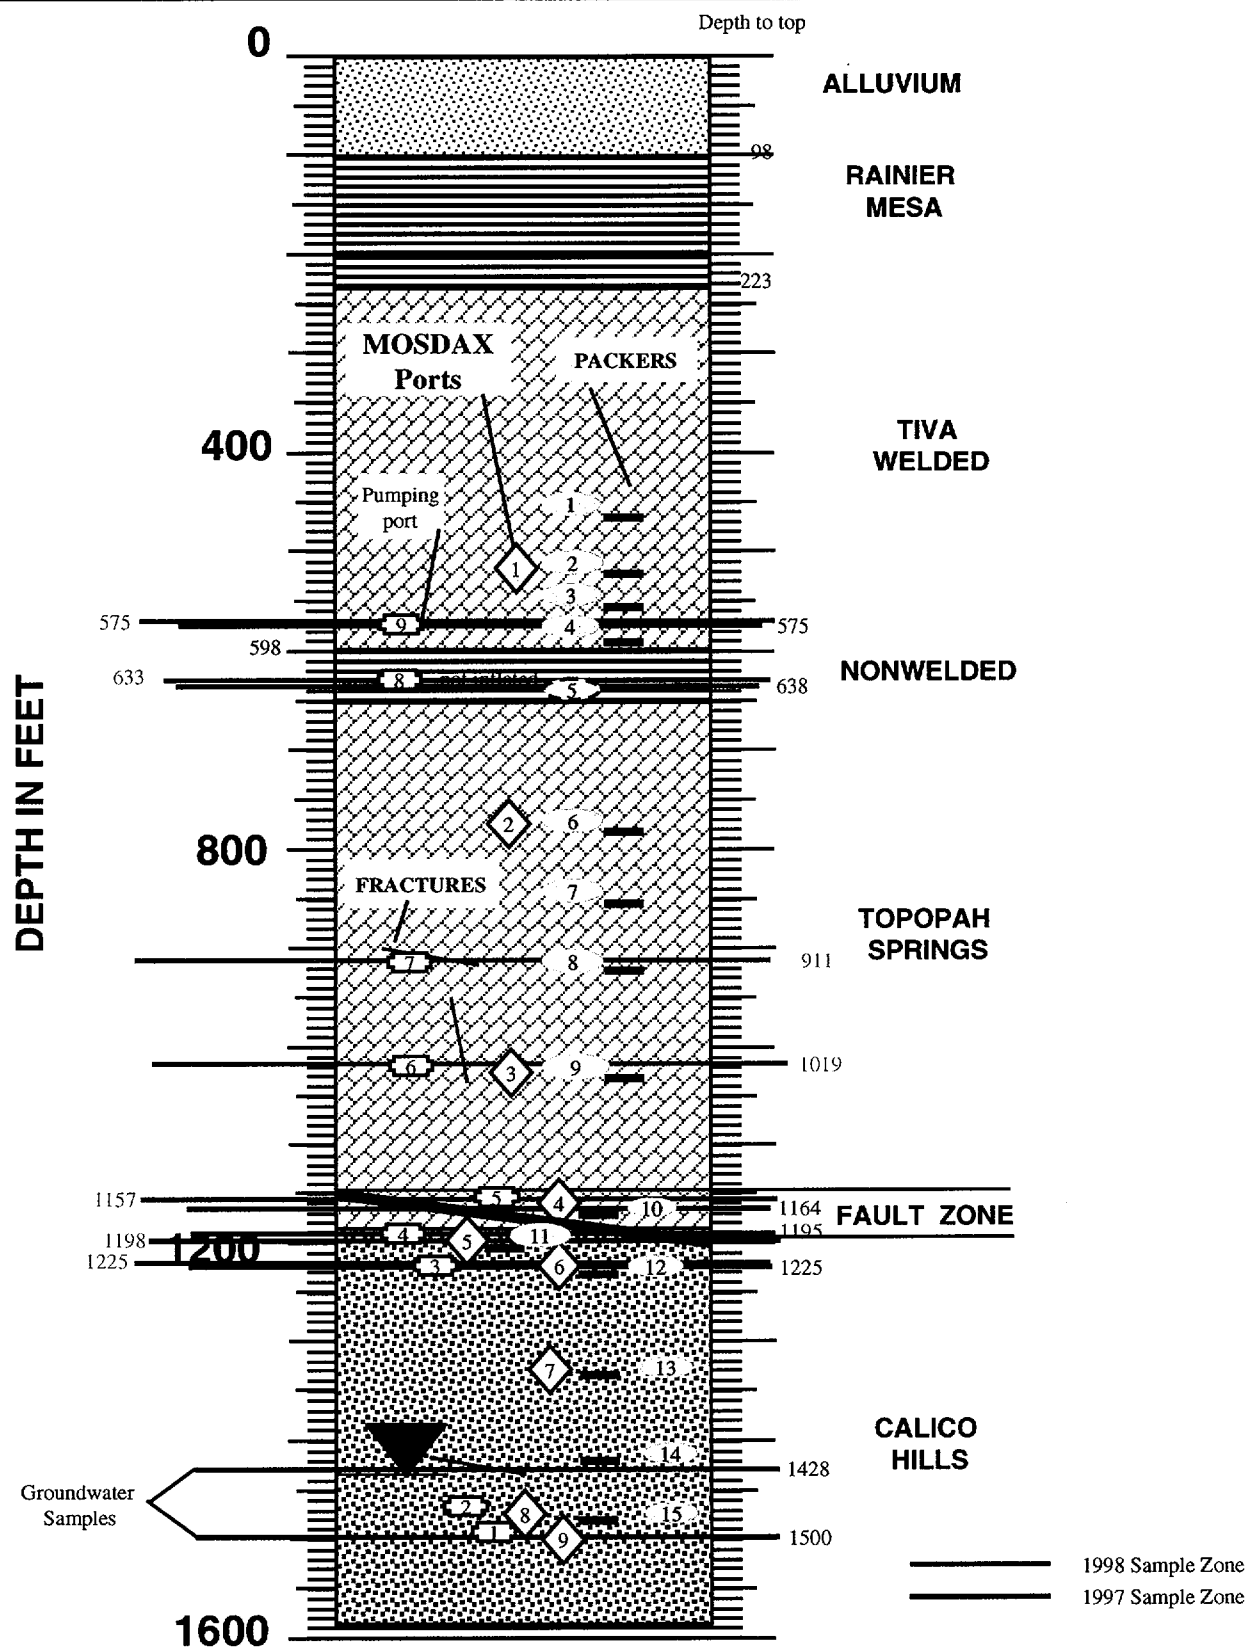 Depth to top
0
ALLUVIUM
98
RAINIER
MESA
223
MOSDAX
Ports
PACKERS
400
TIVA
WELDED
Pumping
port
1
1
2
3
575
9
4
575
598
NONWELDED
633
8
not inflated
5
638
DEPTH IN FEET
2
6
800
FRACTURES
7
TOPOPAH
SPRINGS
7
8
911
6
3
9
1019
1157
5
4
10
1164
FAULT ZONE
1195
1198
4
5
11
1200
1225
3
6
12
1225
7
13
CALICO
HILLS
14
1428
Groundwater
Samples
2
8
15
1
9
1500
1998 Sample Zone
1997 Sample Zone
1600